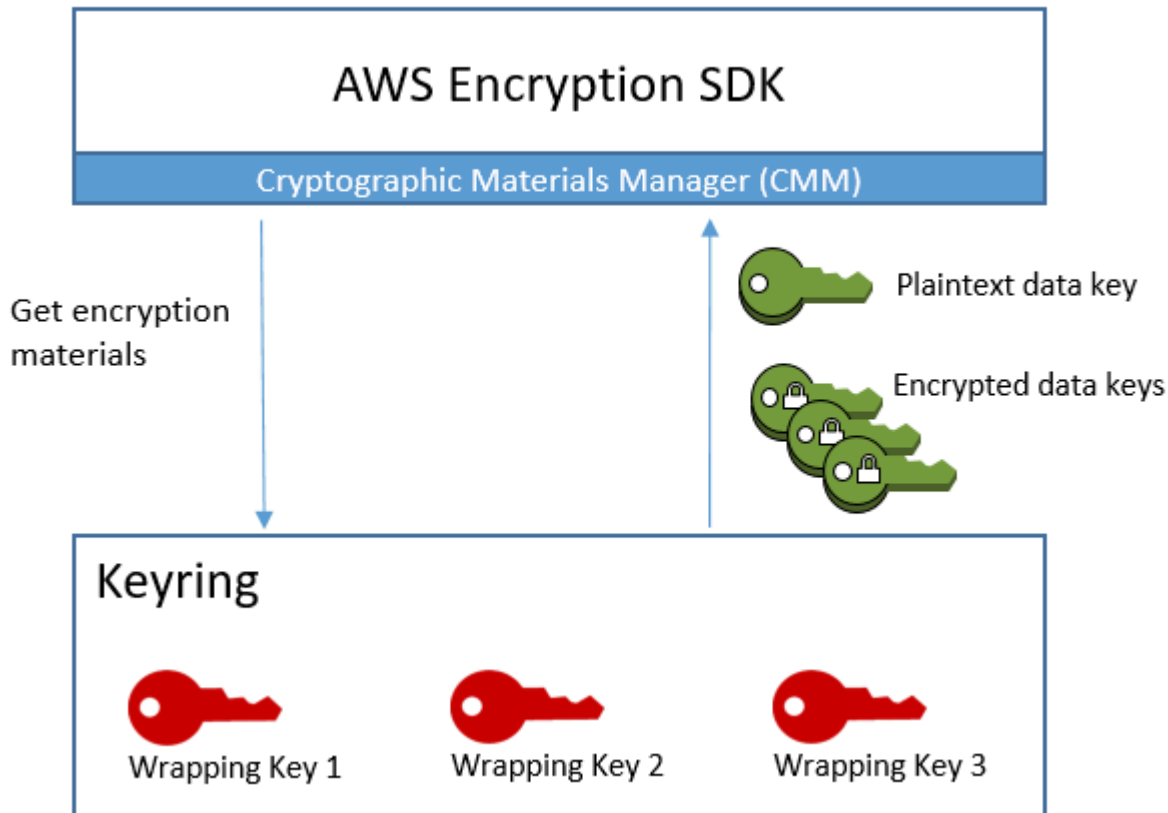 AWS Encryption SDK
Cryptographic Materials Manager (CMM)
Get encryption
materials
Plaintext data key
Encrypted data keys
Keyring
Wrapping Key 1
Wrapping Key 2
Wrapping Key 3